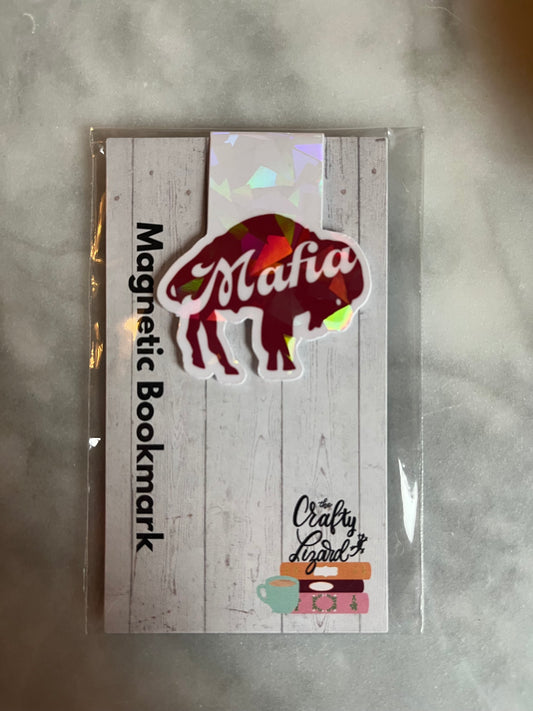 Mafia
Magnetic Bookmark
the
Crafty
Lizard